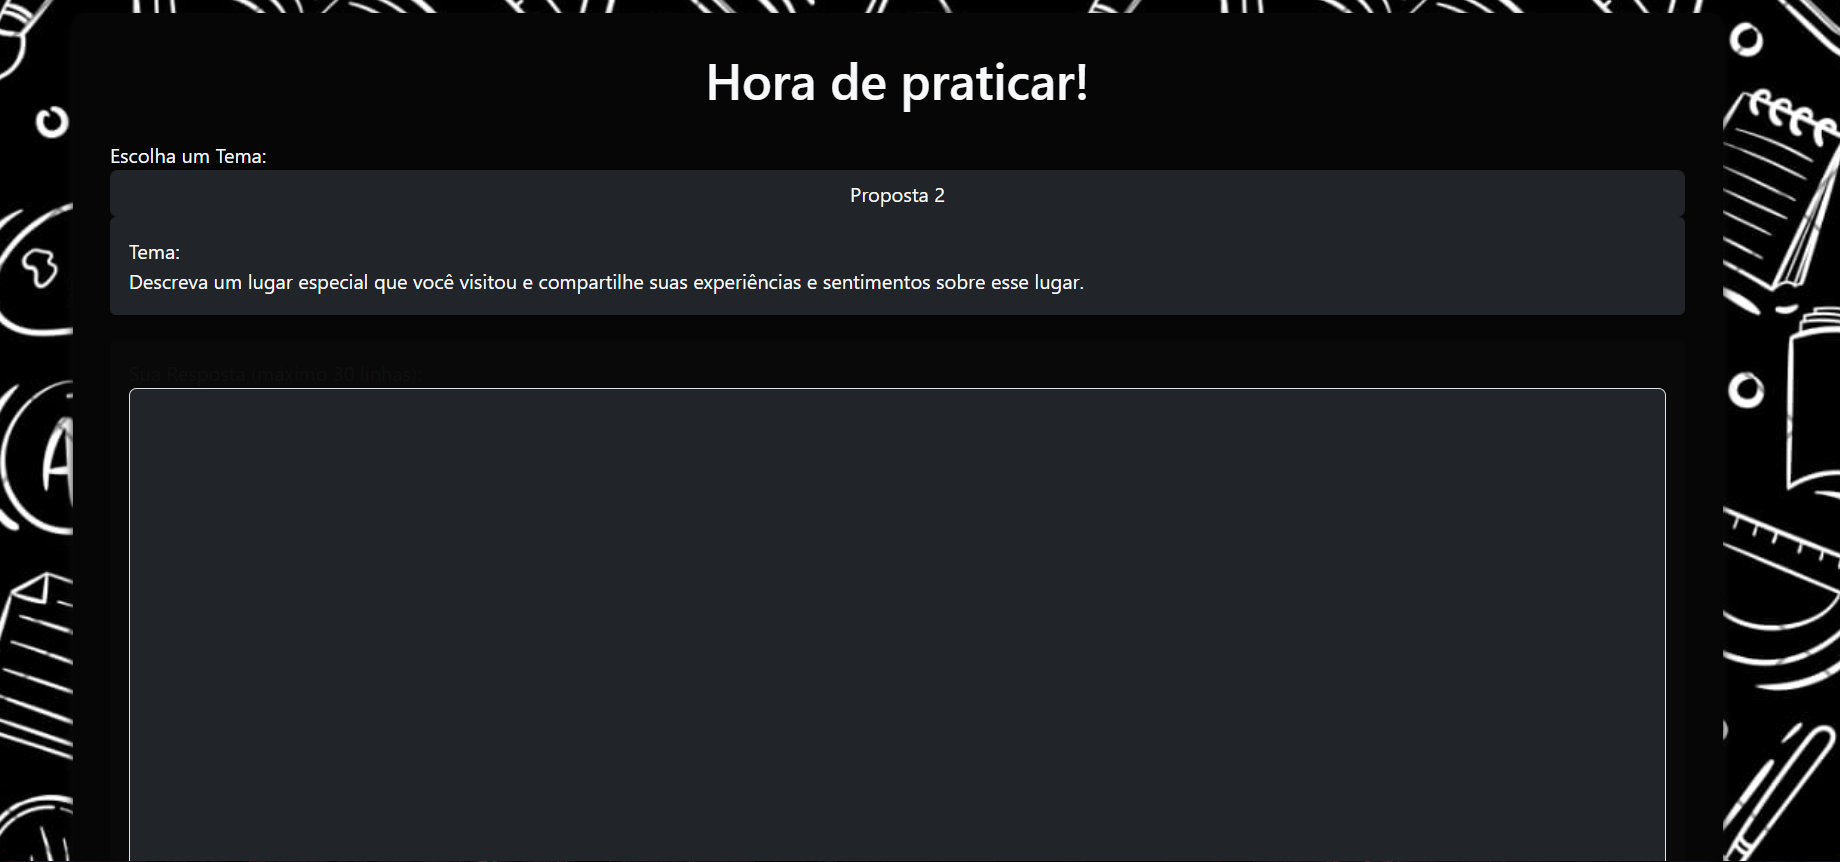 Hora de praticar!
Escolha um Tema:
Proposta 2
Tema:
Descreva um lugar especial que você visitou e compartilhe suas experiências e sentimentos sobre esse lugar.
Sua Resposta (máximo 30 linhas)
A